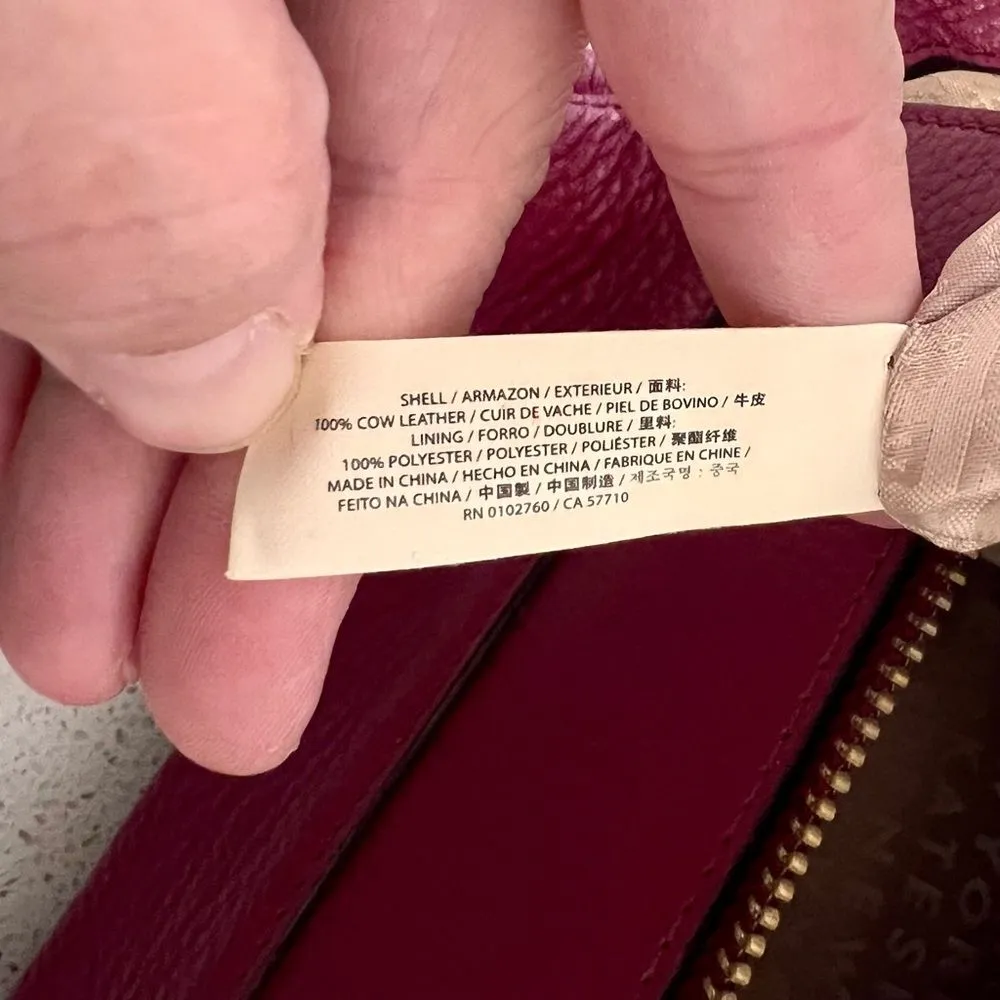 SHELL / ARMAZON / EXTERIEUR / 面料:
100% COW LEATHER / CUIR DE VACHE / PIEL DE BOVINO / 牛皮
LINING / FORRO / DOUBLURE / 里料:
100% POLYESTER / POLYESTER / POLIÉSTER / 聚酯纤维
MADE IN CHINA / HECHO EN CHINA / FABRIQUE EN CHINE /
FEITO NA CHINA / 中国製 / 中国制造 / 제조국명 : 중국
RN 0102760 / CA 57710